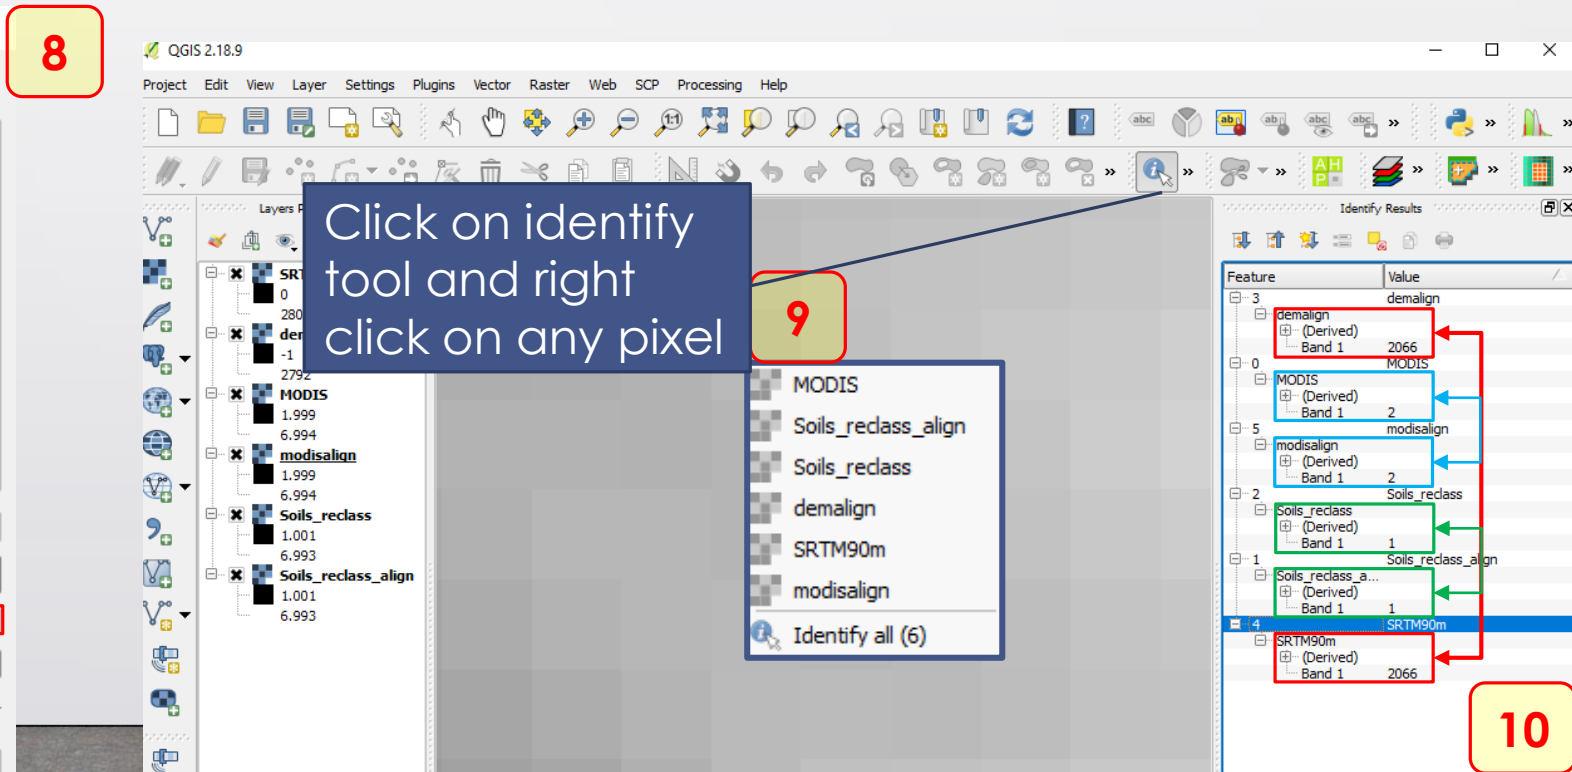 8
QGIS 2.18.9
Project Edit View Layer Settings Plugins Vector Raster Web SCP Processing Help
Click on identify
tool and right
click on any pixel
9
Layers P
SRT
0
280
der
-1
2792
MODIS
1.999
6.994
modisalign
1.999
6.994
Soils_reclass
1.001
6.993
Soils_reclass_align
1.001
6.993
MODIS
Soils_reclass_align
Soils_reclass
demalign
SRTM90m
modisalign
Identify all (6)
Identify Results
Feature Value
3 demalign
demalign
(Derived)
Band 1 2066
0 MODIS
MODIS
(Derived)
Band 1 2
5 modisalign
modisalign
(Derived)
Band 1 2
2 Soils_reclass
Soils_reclass
(Derived)
Band 1 1
1 Soils_reclass_align
Soils_reclass_a...
(Derived)
Band 1 1
4 SRTM90m
SRTM90m
(Derived)
Band 1 2066
10